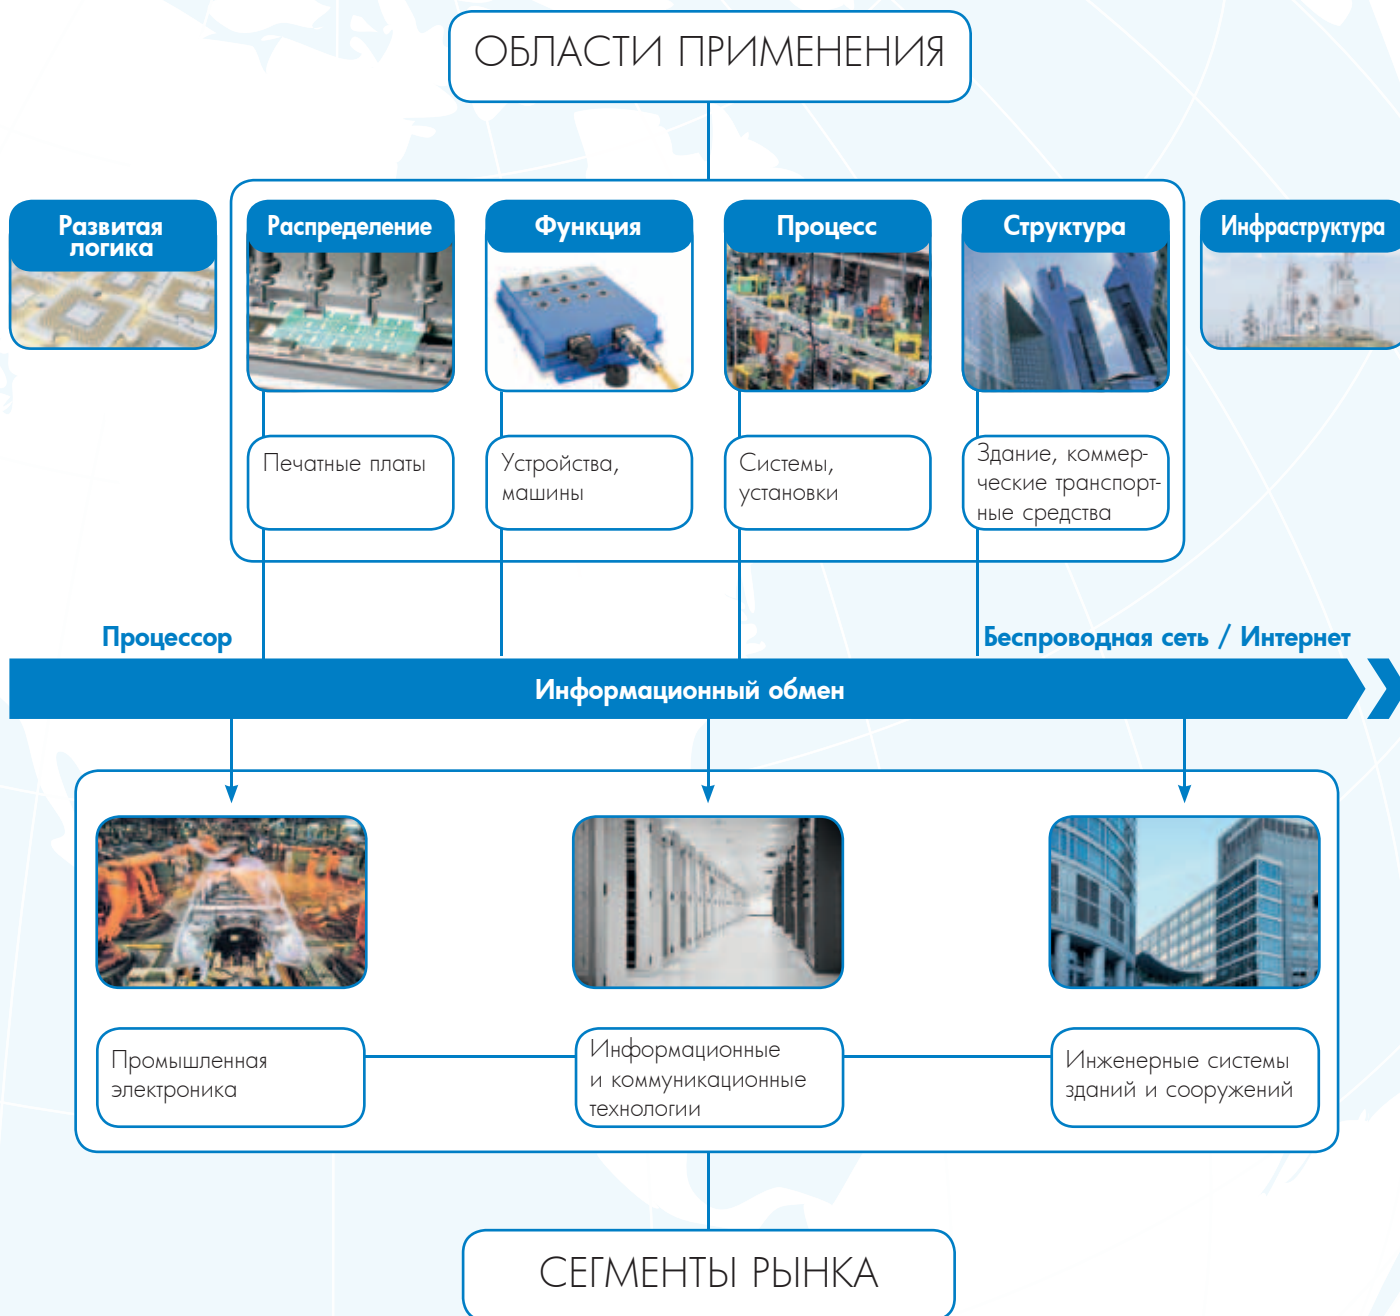 ОБЛАСТИ ПРИМЕНЕНИЯ
Развитая
логика
Распределение
Функция
Процесс
Структура
Инфраструктура
Печатные платы
Устройства,
машины
Системы,
установки
Здание, коммер-
ческие транспорт-
ные средства
Процессор
Беспроводная сеть / Интернет
Информационный обмен
Промышленная
электроника
Информационные
и коммуникационные
технологии
Инженерные системы
зданий и сооружений
СЕГМЕНТЫ РЫНКА